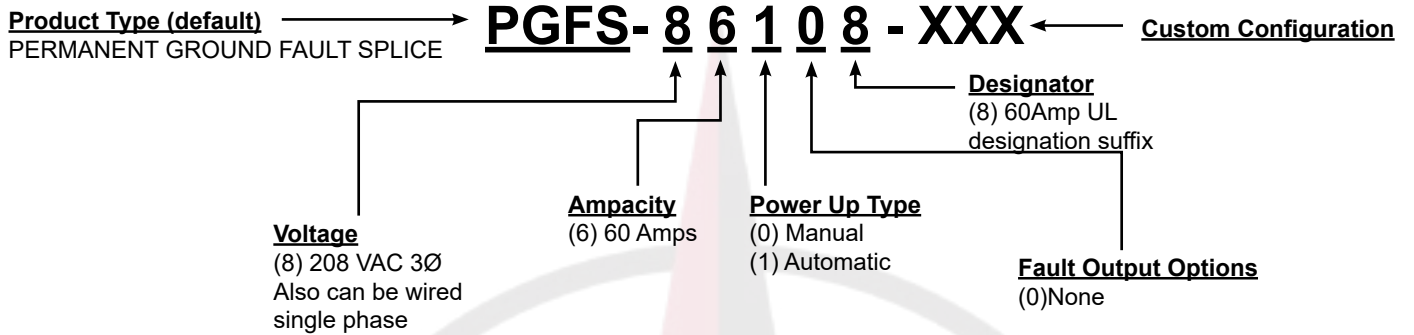 Product Type (default)
PERMANENT GROUND FAULT SPLICE
PGFS- 8 6 1 0 8 - XXX
Custom Configuration
Designator
(8) 60Amp UL
designation suffix
Ampacity
(6) 60 Amps
Power Up Type
(0) Manual
(1) Automatic
Voltage
(8) 208 VAC 3Ø
Also can be wired
single phase
Fault Output Options
(0)None